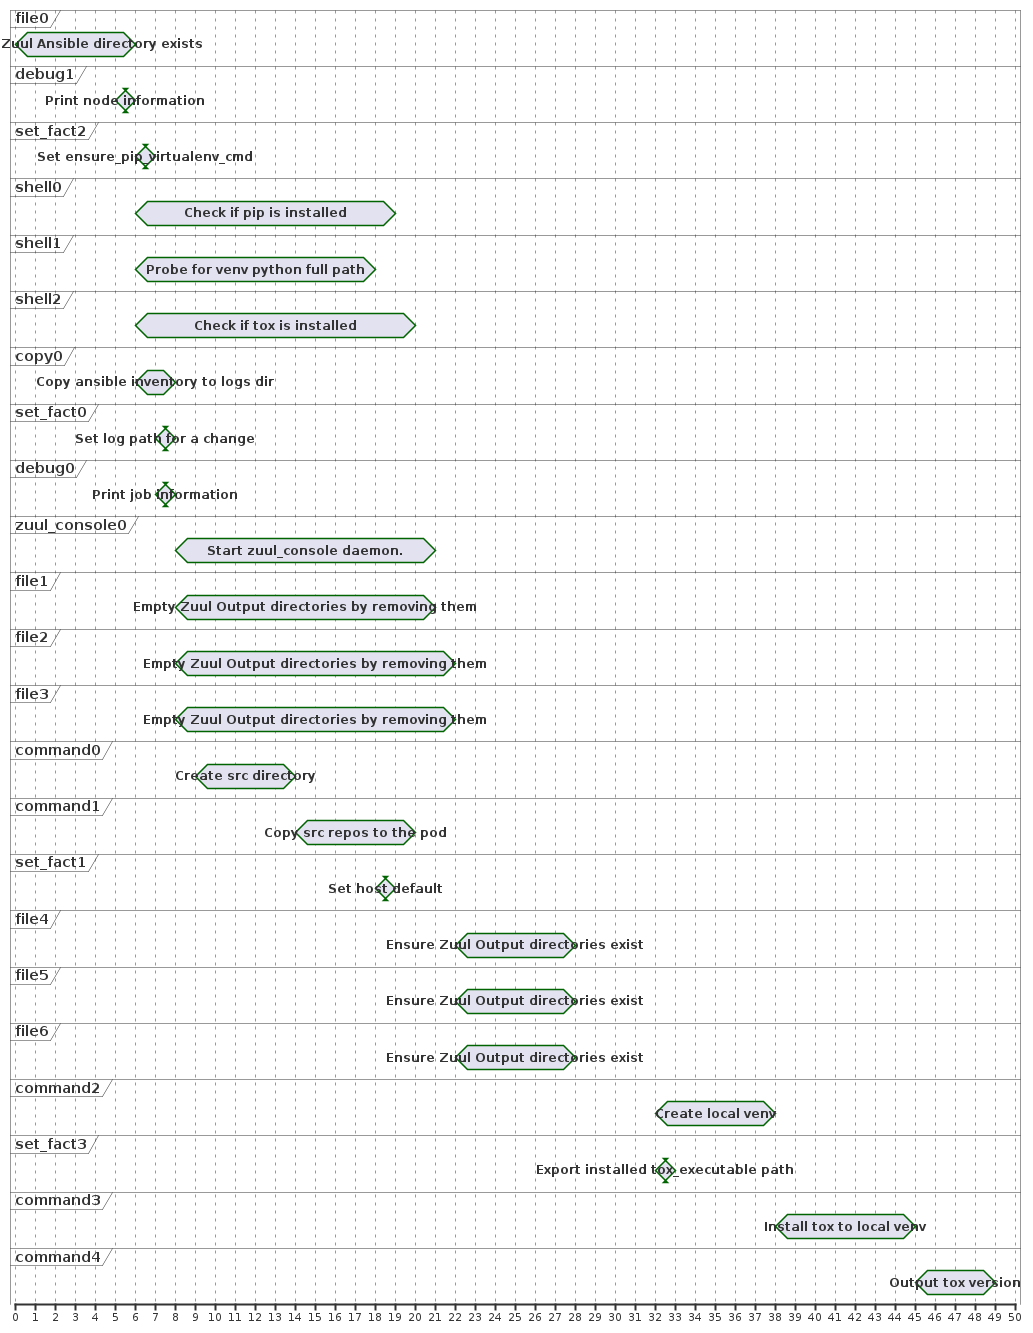 file0
Zuul Ansible directory exists
debug1
Print node information
set_fact2
Set ensure_pip_virtualenv_cmd
shell0
Check if pip is installed
shell1
Probe for venv python full path
shell2
Check if tox is installed
copy0
Copy ansible inventory to logs dir
set_fact0
Set log path for a change
debug0
Print job information
zuul_console0
Start zuul_console daemon.
file1
Empty Zuul Output directories by removing them
file2
Empty Zuul Output directories by removing them
file3
Empty Zuul Output directories by removing them
command0
Create src directory
command1
Copy src repos to the pod
set_fact1
Set host default
file4
Ensure Zuul Output directories exist
file5
Ensure Zuul Output directories exist
file6
Ensure Zuul Output directories exist
command2
Create local venv
set_fact3
Export installed tox_executable path
command3
Install tox to local venv
command4
Output tox version
0 1 2 3 4 5 6 7 8 9 10 11 12 13 14 15 16 17 18 19 20 21 22 23 24 25 26 27 28 29 30 31 32 33 34 35 36 37 38 39 40 41 42 43 44 45 46 47 48 49 50